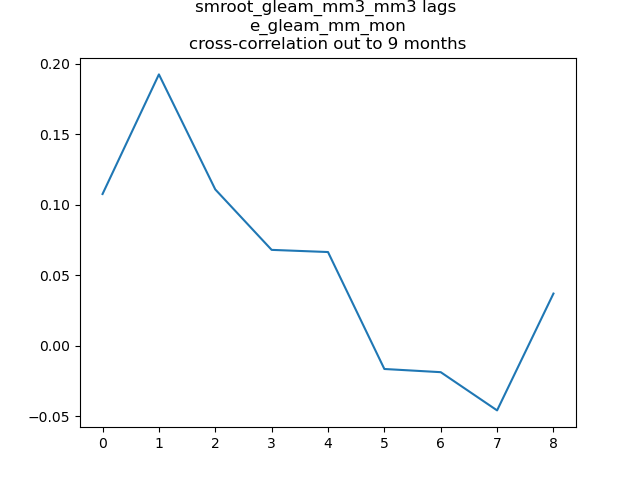 smroot_gleam_mm3_mm3 lags
e_gleam_mm_mon
cross-correlation out to 9 months
0.20
0.15
0.10
0.05
0.00
−0.05
0 1 2 3 4 5 6 7 8